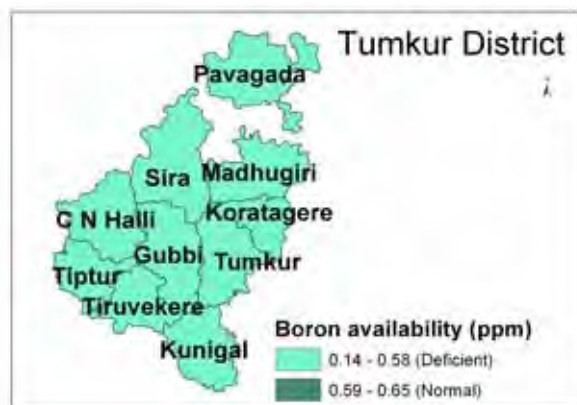 Tumkur District
Pavagada
Sira
Madhugiri
C N Halli
Koratagere
Gubbi
Tumkur
Tiptur
Tiruvekere
Kunigal
Boron availability (ppm)
0.14 - 0.58 (Deficient)
0.59 - 0.65 (Normal)